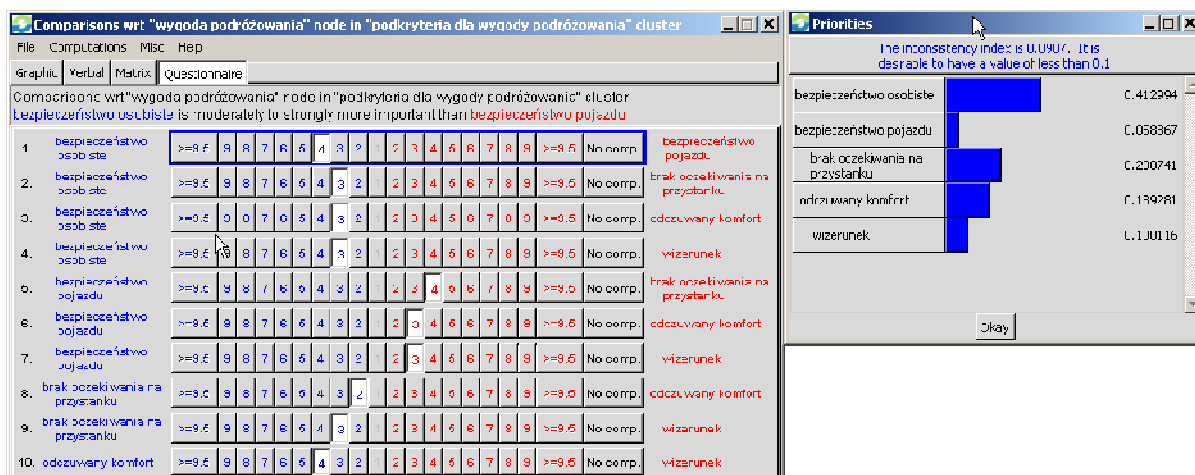 Comparisons wrt "wygoda podróżowania" node in "podkryteria dla wygody podróżowania" cluster
File Computations Misc Help
Graphic Verbal Matrix Questionnaire
Comparisons wrt "wygoda podróżowania" node in "podkryteria dla wygody podróżowania" cluster
bezpieczeństwo osobiste is moderately to strongly more important than bezpieczeństwo pojazdu
1. bezpieczeństwo osobiste >=9.5 9 8 7 6 5 4 3 2 1 2 3 4 5 6 7 8 9 >=9.5 No comp. bezpieczeństwo pojazdu
2. bezpieczeństwo osobiste >=9.5 9 8 7 6 5 4 3 2 1 2 3 4 5 6 7 8 9 >=9.5 No comp. brak oczekiwania na przystanku
3. bezpieczeństwo osobiste >=9.5 9 8 7 6 5 4 3 2 1 2 3 4 5 6 7 8 9 >=9.5 No comp. odczuwany komfort
4. bezpieczeństwo osobiste >=9.5 9 8 7 6 5 4 3 2 1 2 3 4 5 6 7 8 9 >=9.5 No comp. wizerunek
5. bezpieczeństwo pojazdu >=9.5 9 8 7 6 5 4 3 2 1 2 3 4 5 6 7 8 9 >=9.5 No comp. brak oczekiwania na przystanku
6. bezpieczeństwo pojazdu >=9.5 9 8 7 6 5 4 3 2 1 2 3 4 5 6 7 8 9 >=9.5 No comp. odczuwany komfort
7. bezpieczeństwo pojazdu >=9.5 9 8 7 6 5 4 3 2 1 2 3 4 5 6 7 8 9 >=9.5 No comp. wizerunek
8. brak oczekiwania na przystanku >=9.5 9 8 7 6 5 4 3 2 1 2 3 4 5 6 7 8 9 >=9.5 No comp. odczuwany komfort
9. brak oczekiwania na przystanku >=9.5 9 8 7 6 5 4 3 2 1 2 3 4 5 6 7 8 9 >=9.5 No comp. wizerunek
10. odczuwany komfort >=9.5 9 8 7 6 5 4 3 2 1 2 3 4 5 6 7 8 9 >=9.5 No comp. wizerunek
Priorities
The inconsistency index is 0.0907. It is
desirable to have a value of less than 0.1
bezpieczeństwo osobiste 0.412994
bezpieczeństwo pojazdu
brak oczekiwania na
przystanku 0.230741
odczuwany komfort
wizerunek
Okay